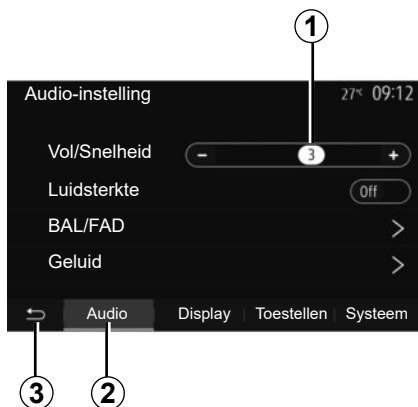 1
Audio-instelling 27°C 09:12
Vol/Snelheid - 3 +
Luidsterkte Off
BAL/FAD >
Geluid >
Audio Display Toestellen Systeem
3 2